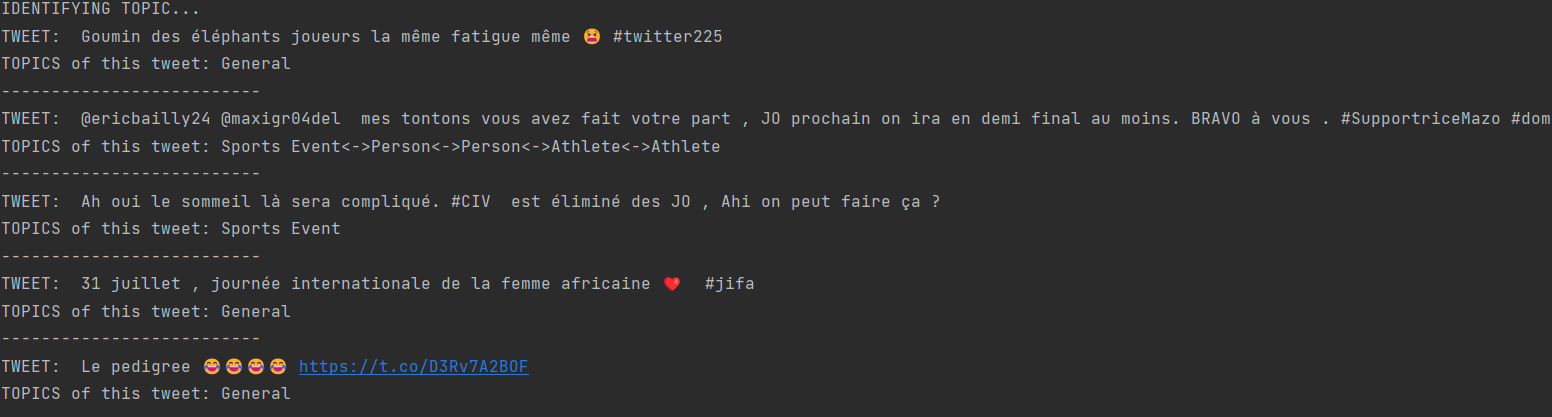 IDENTIFYING TOPIC...
TWEET:  Goumin des éléphants joueurs la même fatigue même 😫 #twitter225
TOPICS of this tweet: General
--------------------------
TWEET:  @ericbailly24 @maxigr04del  mes tontons vous avez fait votre part , JO prochain on ira en demi final au moins. BRAVO à vous . #SupportriceMazo #dom
TOPICS of this tweet: Sports Event<->Person<->Person<->Athlete<->Athlete
--------------------------
TWEET:  Ah oui le sommeil là sera compliqué. #CIV  est éliminé des JO , Ahi on peut faire ça ?
TOPICS of this tweet: Sports Event
--------------------------
TWEET:  31 juillet , journée internationale de la femme africaine ❤️  #jifa
TOPICS of this tweet: General
--------------------------
TWEET:  Le pedigree 😂😂😂😂 https://t.co/D3Rv7A2BOF
TOPICS of this tweet: General